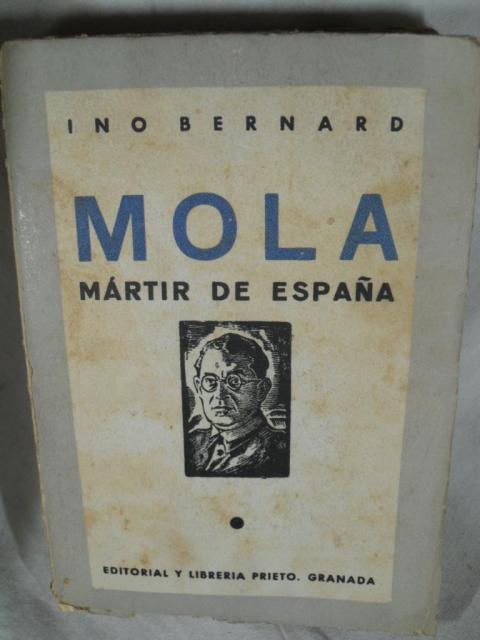 INO BERNARD
MOLA
MÁRTIR DE ESPAÑA
EDITORIAL Y LIBRERIA PRIETO. GRANADA